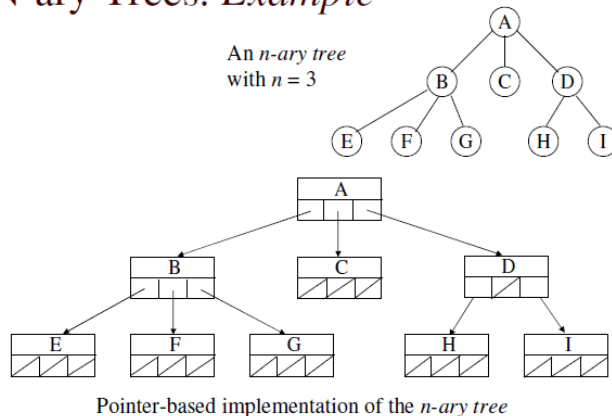 N-ary Trees: Example
An n-ary tree
with n = 3
A
B C D
E F G H I
A
B C D
E F G H I
Pointer-based implementation of the n-ary tree